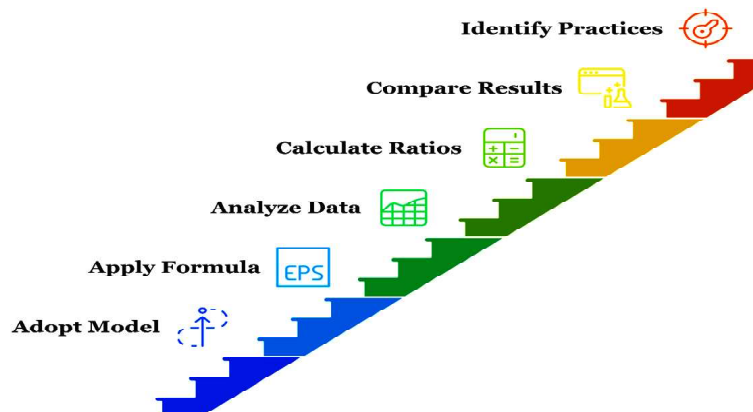 Identify Practices
Compare Results
Calculate Ratios
Analyze Data
Apply Formula
EPS
Adopt Model